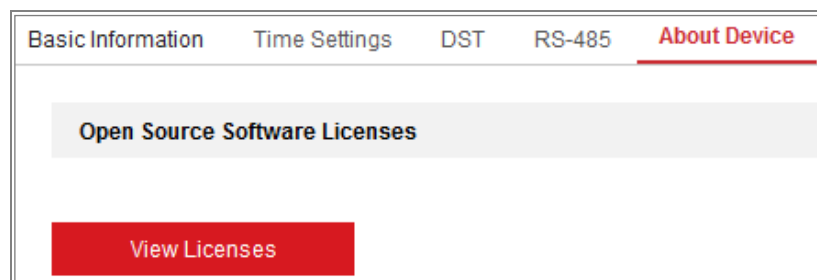 Basic Information Time Settings DST RS-485 About Device
Open Source Software Licenses
View Licenses